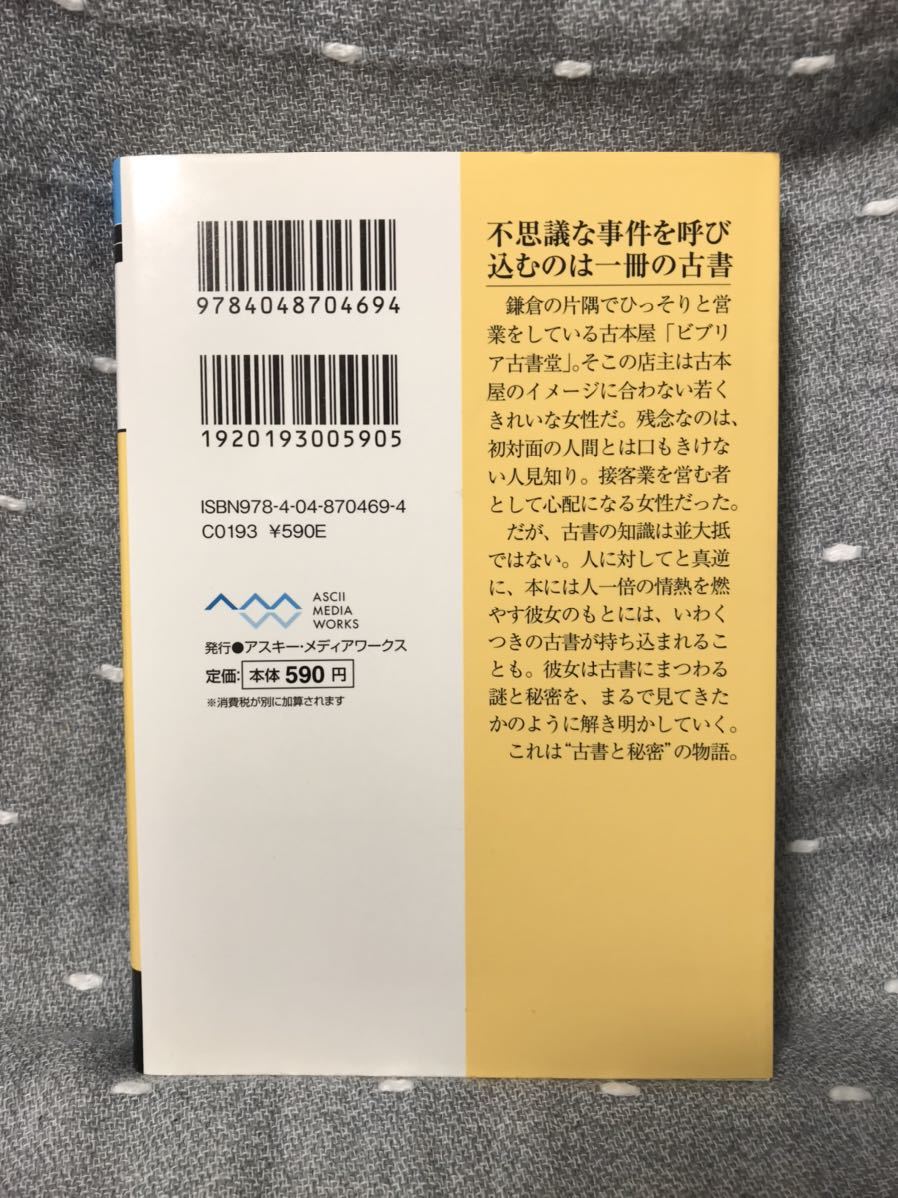 9784048704694
1920193005905
ISBN978-4-04-870469-4
C0193 ¥590E
ASCII
MEDIA
WORKS
発行●アスキー・メディアワークス
定価: 本体590円
※消費税が別に加算されます
不思議な事件を呼び
込むのは一冊の古書
鎌倉の片隅でひっそりと営
業をしている古本屋「ビブリ
ア古書堂」。そこの店主は古本
屋のイメージに合わない若く
きれいな女性だ。残念なのは、
初対面の人間とは口もきけな
い人見知り。接客業を営む者
として心配になる女性だった。
だが、古書の知識は並大抵
ではない。人に対してと真逆
に、本には人一倍の情熱を燃
やす彼女のもとには、いわく
つきの古書が持ち込まれるこ
とも。彼女は古書にまつわる
謎と秘密を、まるで見てきた
かのように解き明かしていく。
これは“古書と秘密”の物語。